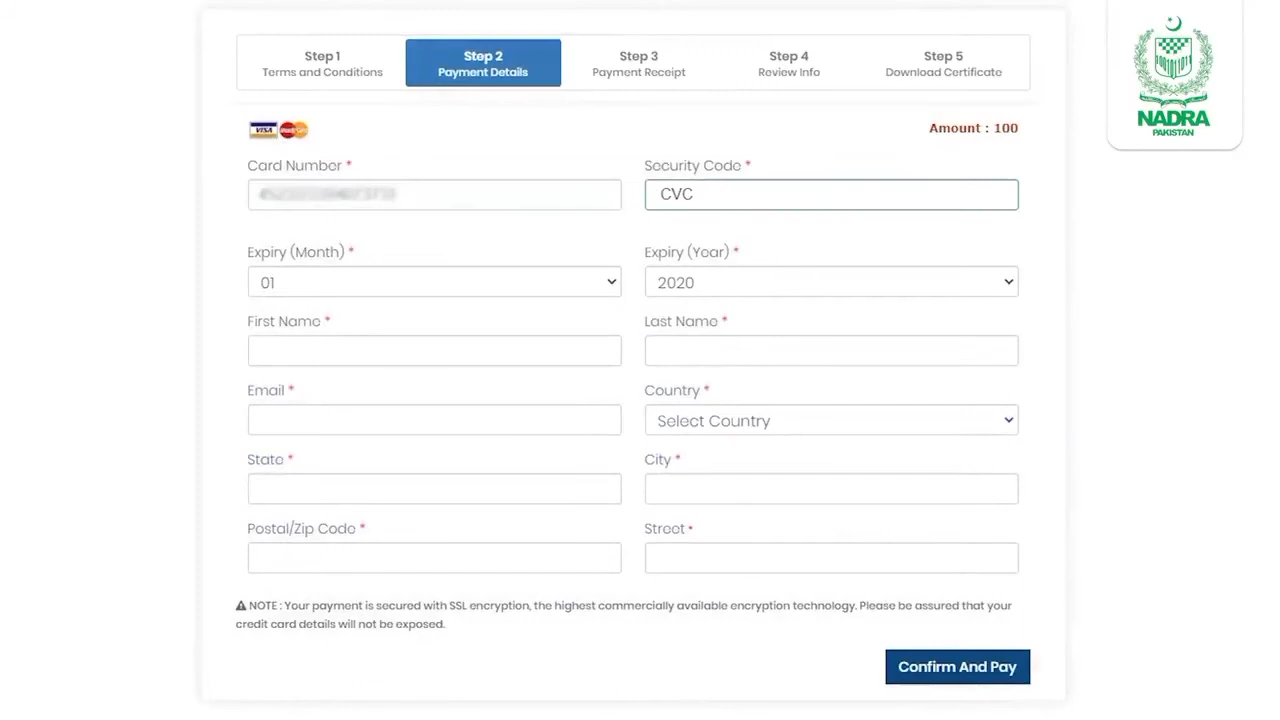 Step 1
Terms and Conditions
Step 2
Payment Details
Step 3
Payment Receipt
Step 4
Review Info
Step 5
Download Certificate
NADRA
PAKISTAN
VISA
Amount : 100
Card Number *
Security Code *
CVC
Expiry (Month) *
Expiry (Year) *
01
2020
First Name *
Last Name *
Email *
Country *
Select Country
State *
City *
Postal/Zip Code *
Street *
NOTE : Your payment is secured with SSL encryption, the highest commercially available encryption technology. Please be assured that your
credit card details will not be exposed.
Confirm And Pay